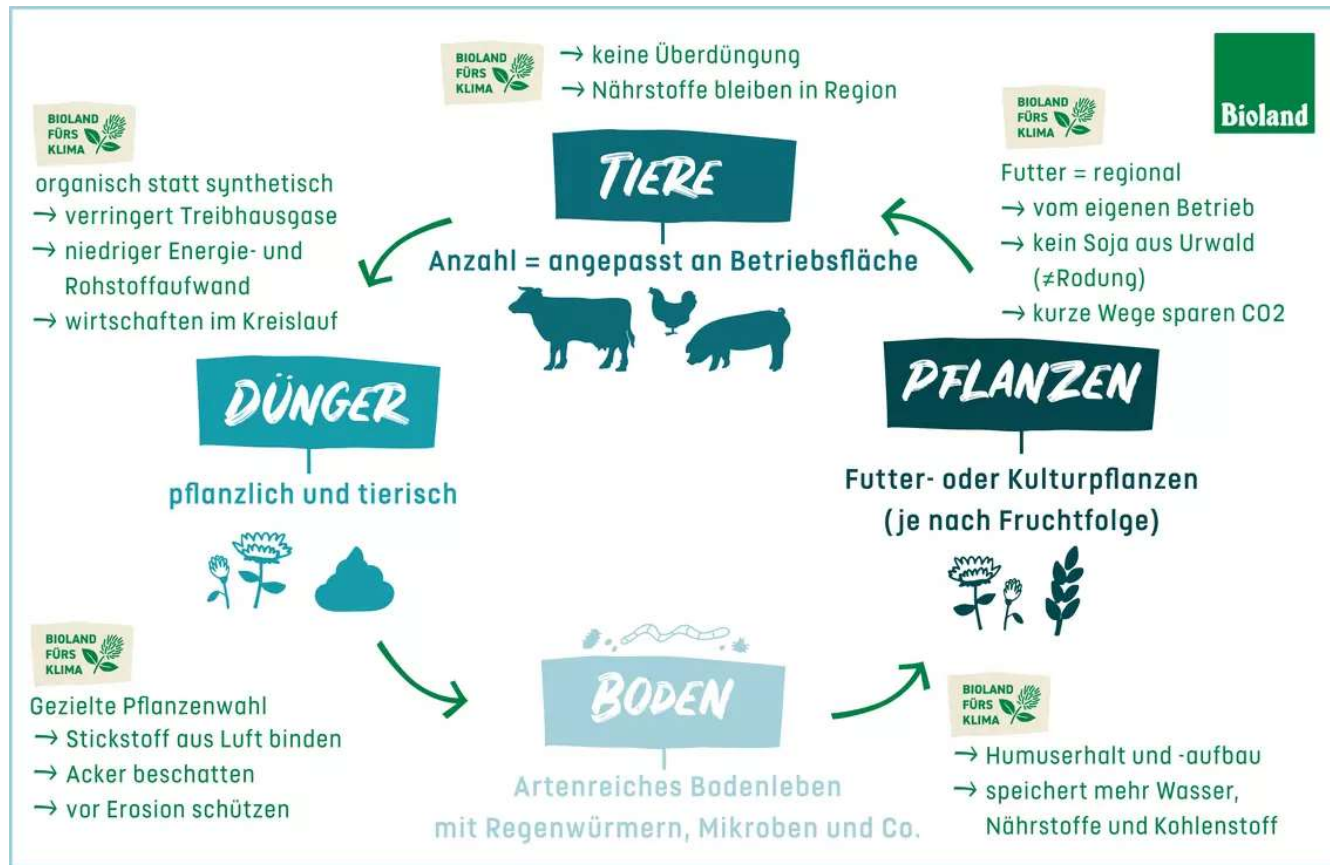 BIOLAND
FÜRS
KLIMA
→ keine Überdüngung
→ Nährstoffe bleiben in Region
Bioland
TIERE
Anzahl = angepasst an Betriebsfläche
BIOLAND
FÜRS
KLIMA
organisch statt synthetisch
→ verringert Treibhausgase
→ niedriger Energie- und
Rohstoffaufwand
→ wirtschaften im Kreislauf
BIOLAND
FÜRS
KLIMA
Futter = regional
→ vom eigenen Betrieb
→ kein Soja aus Urwald
(≠Rodung)
→ kurze Wege sparen CO2
DÜNGER
pflanzlich und tierisch
PFLANZEN
Futter- oder Kulturpflanzen
(je nach Fruchtfolge)
BIOLAND
FÜRS
KLIMA
Gezielte Pflanzenwahl
→ Stickstoff aus Luft binden
→ Acker beschatten
→ vor Erosion schützen
BODEN
Artenreiches Bodenleben
mit Regenwürmern, Mikroben und Co.
BIOLAND
FÜRS
KLIMA
→ Humuserhalt und -aufbau
→ speichert mehr Wasser,
Nährstoffe und Kohlenstoff